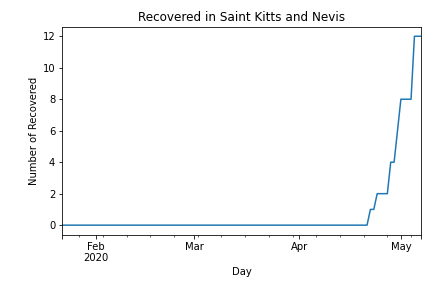 Recovered in Saint Kitts and Nevis
Number of Recovered
12
10
8
6
4
2
0
Feb Mar Apr May
2020
Day